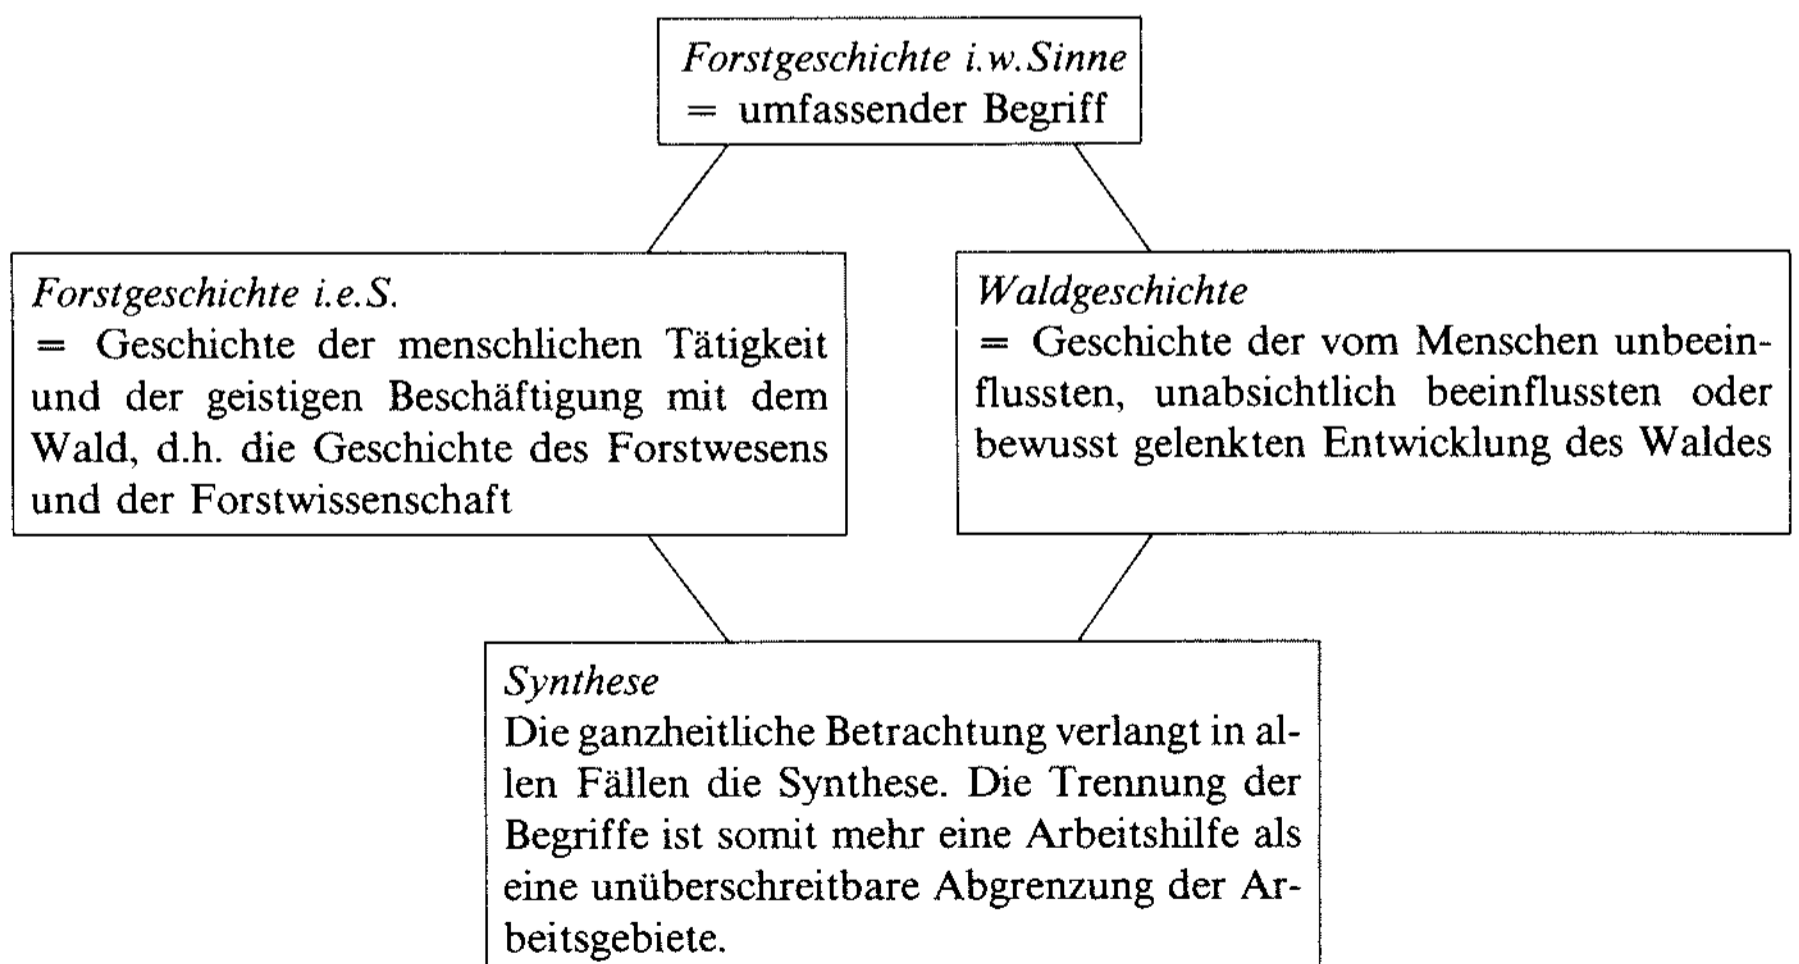 Forstgeschichte i.w.Sinne
= umfassender Begriff
Forstgeschichte i.e.S.
= Geschichte der menschlichen Tätigkeit
und der geistigen Beschäftigung mit dem
Wald, d.h. die Geschichte des Forstwesens
und der Forstwissenschaft
Waldgeschichte
= Geschichte der vom Menschen unbeein-
flussten, unabsichtlich beeinflussten oder
bewusst gelenkten Entwicklung des Waldes
Synthese
Die ganzheitliche Betrachtung verlangt in al-
len Fällen die Synthese. Die Trennung der
Begriffe ist somit mehr eine Arbeitshilfe als
eine unüberschreitbare Abgrenzung der Ar-
beitsgebiete.